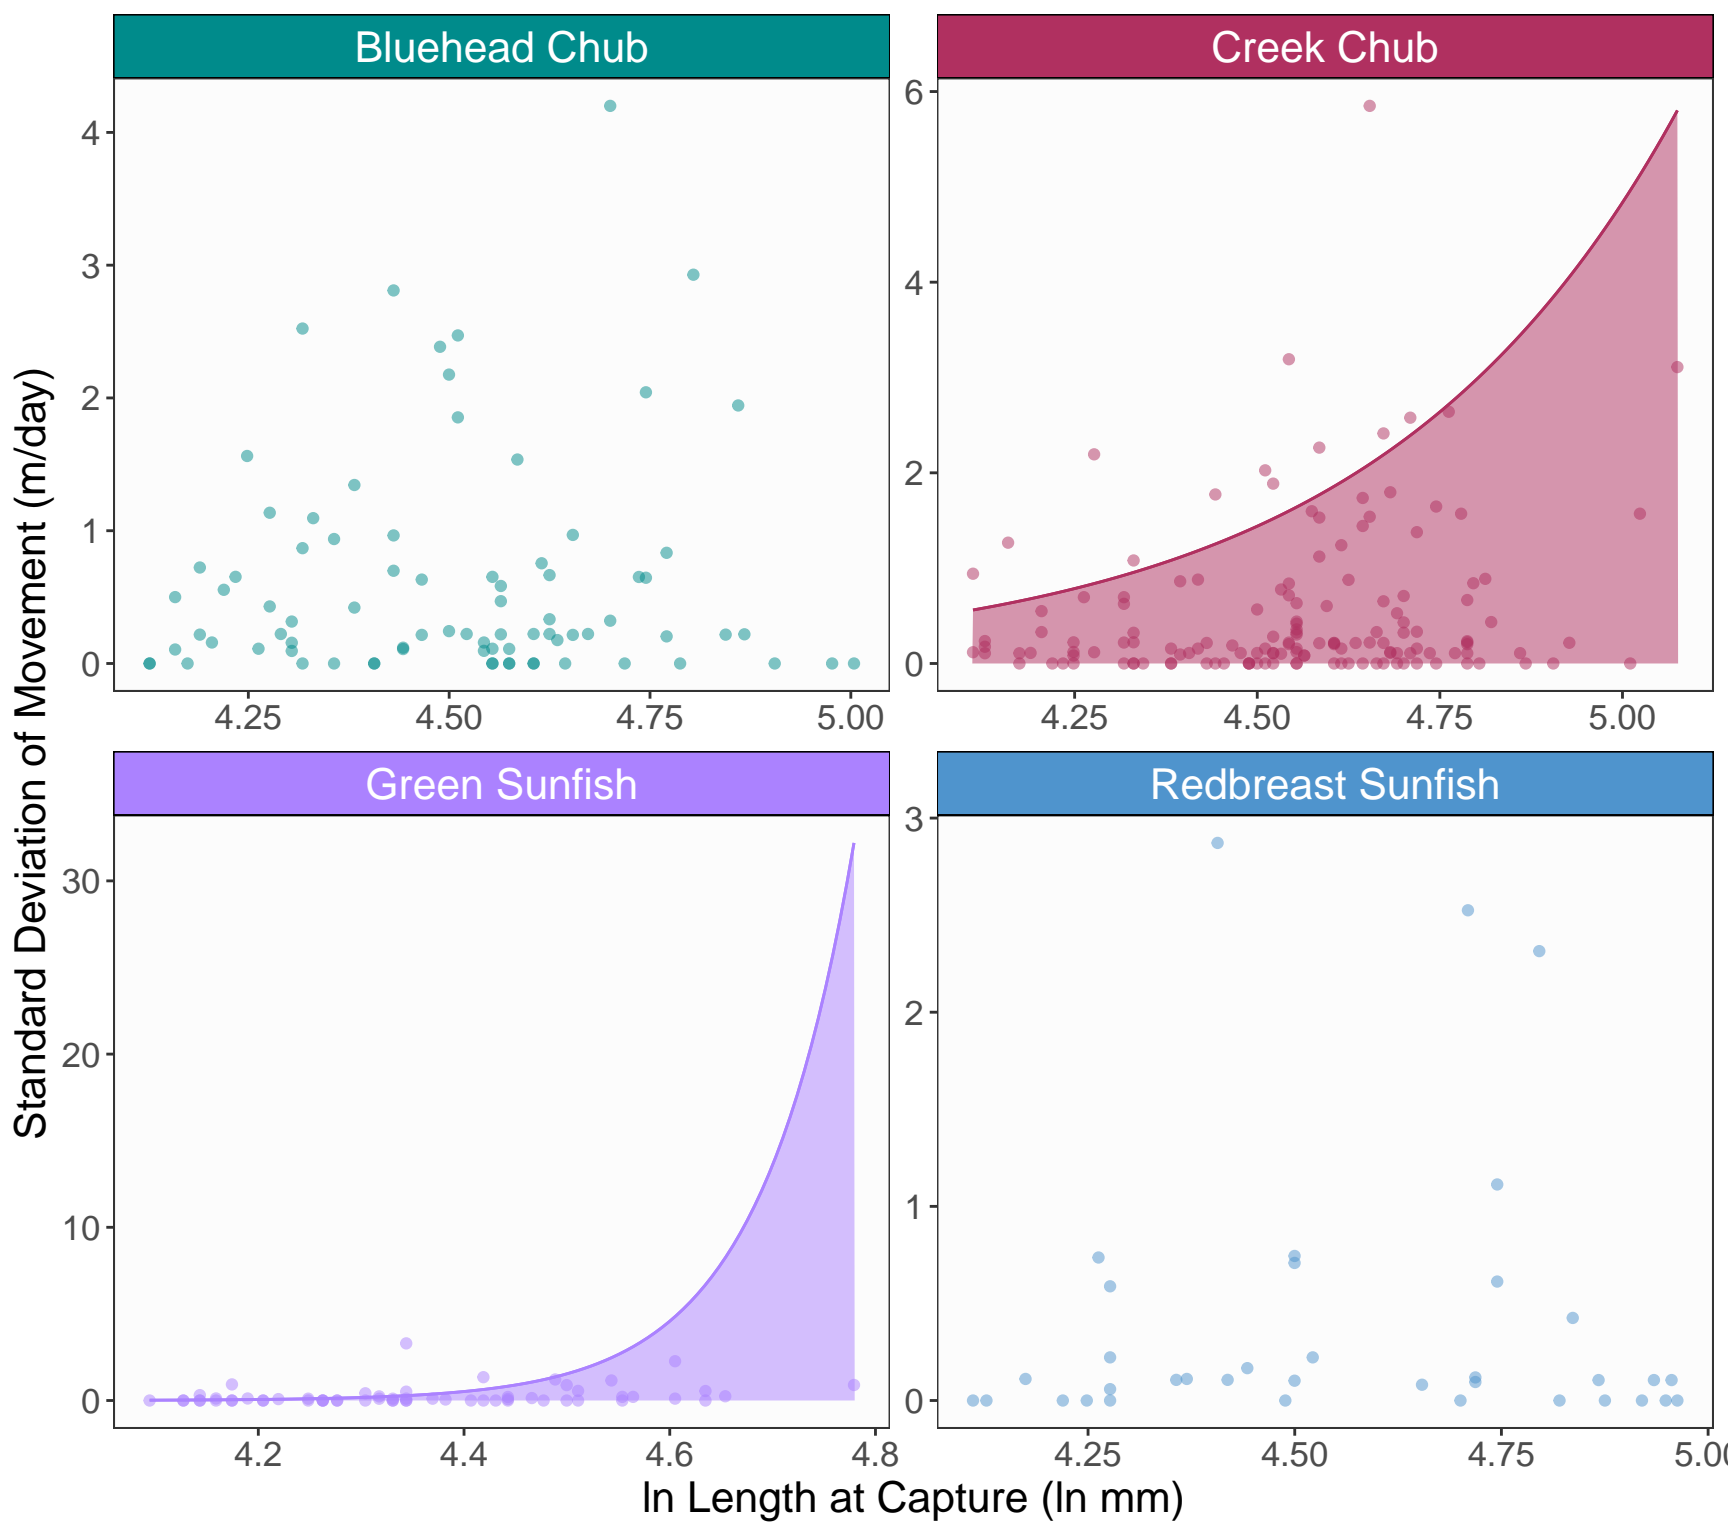 Bluehead Chub
Creek Chub
4
3
2
1
0
6
4
2
0
4.25 4.50 4.75 5.00
4.25 4.50 4.75 5.00
Green Sunfish
Redbreast Sunfish
30
20
10
0
3
2
1
0
4.2 4.4 4.6 4.8
4.25 4.50 4.75 5.00
Standard Deviation of Movement (m/day)
ln Length at Capture (ln mm)